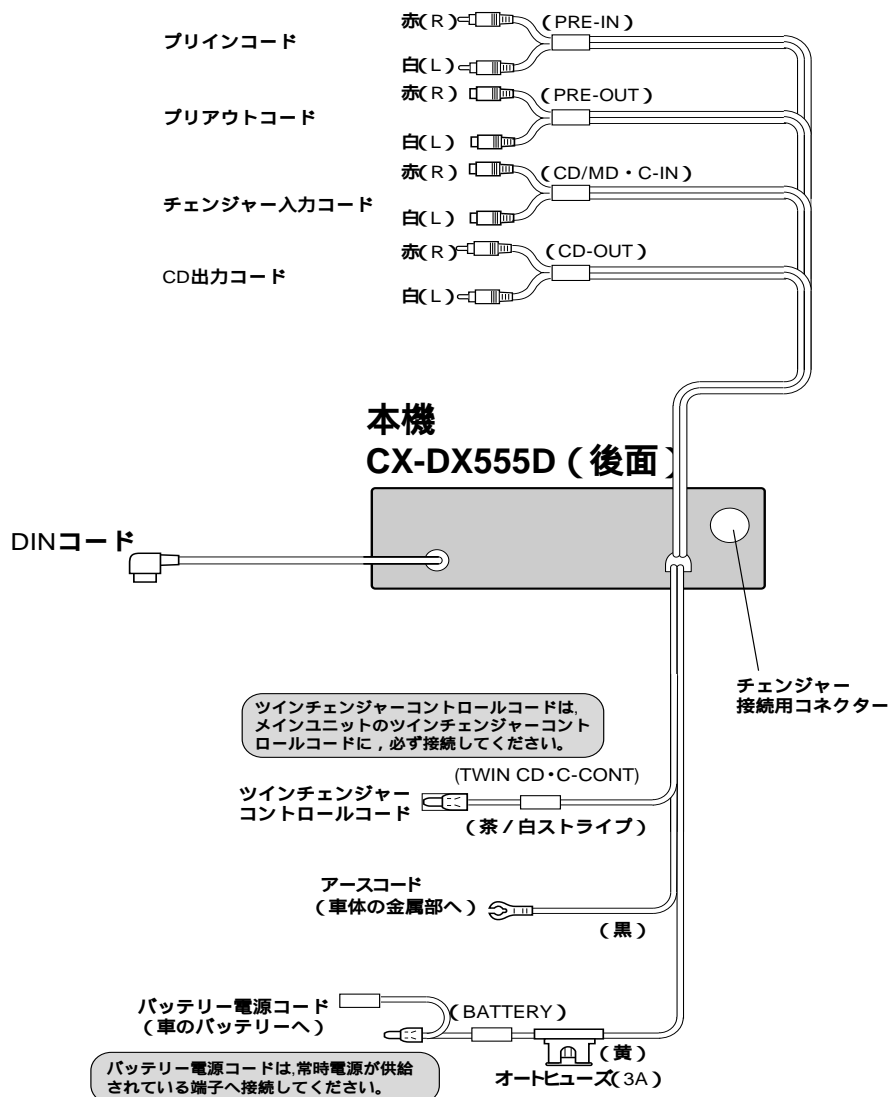 プリインコード
赤(R)
(PRE-IN)
白(L)
プリアウトコード
赤(R)
(PRE-OUT)
白(L)
チェンジャー入力コード
赤(R)
(CD/MD・C-IN)
白(L)
CD出力コード
赤(R)
(CD-OUT)
白(L)
本機
CX-DX555D(後面)
DINコード
チェンジャー
接続用コネクター
ツインチェンジャーコントロールコードは,
メインユニットのツインチェンジャーコント
ロールコードに,必ず接続してください。
(TWIN CD・C-CONT)
ツインチェンジャー
コントロールコード
(茶/白ストライプ)
アースコード
(車体の金属部へ)
(黒)
バッテリー電源コード
(車のバッテリーへ)
(BATTERY)
(黄)
オートヒューズ(3A)
バッテリー電源コードは,常時電源が供給
されている端子へ接続してください。